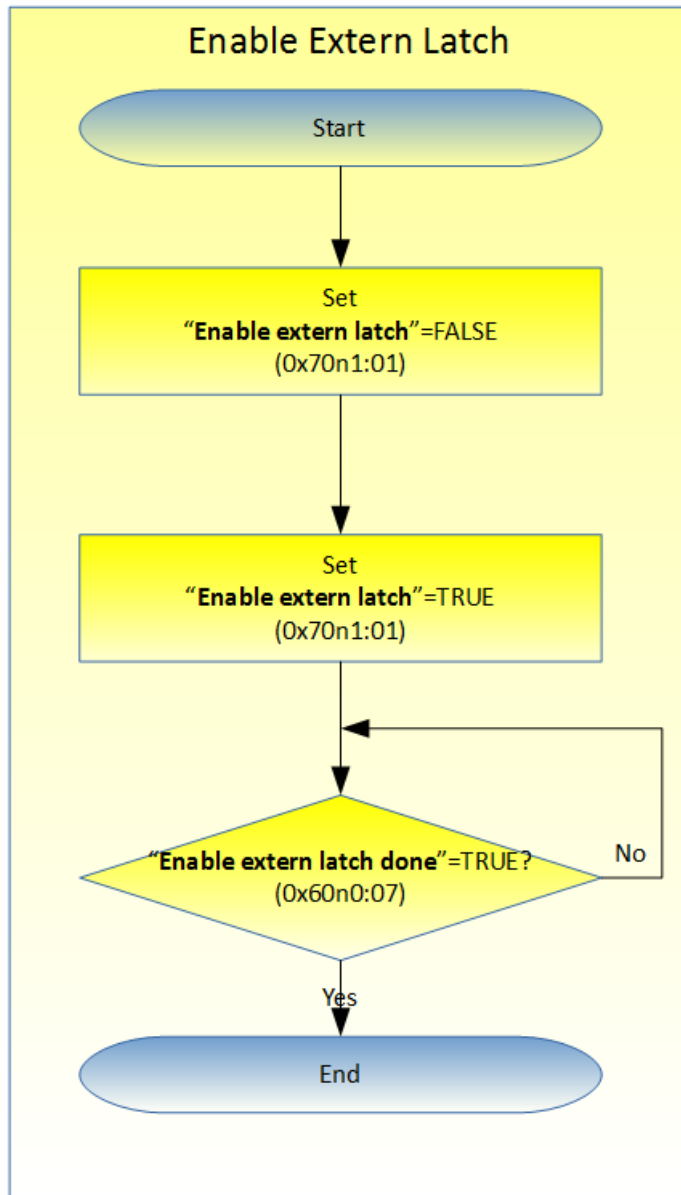 Enable Extern Latch
Start
Set
“Enable extern latch”=FALSE
(0x70n1:01)
Set
“Enable extern latch”=TRUE
(0x70n1:01)
“Enable extern latch done”=TRUE?
(0x60n0:07)
No
Yes
End